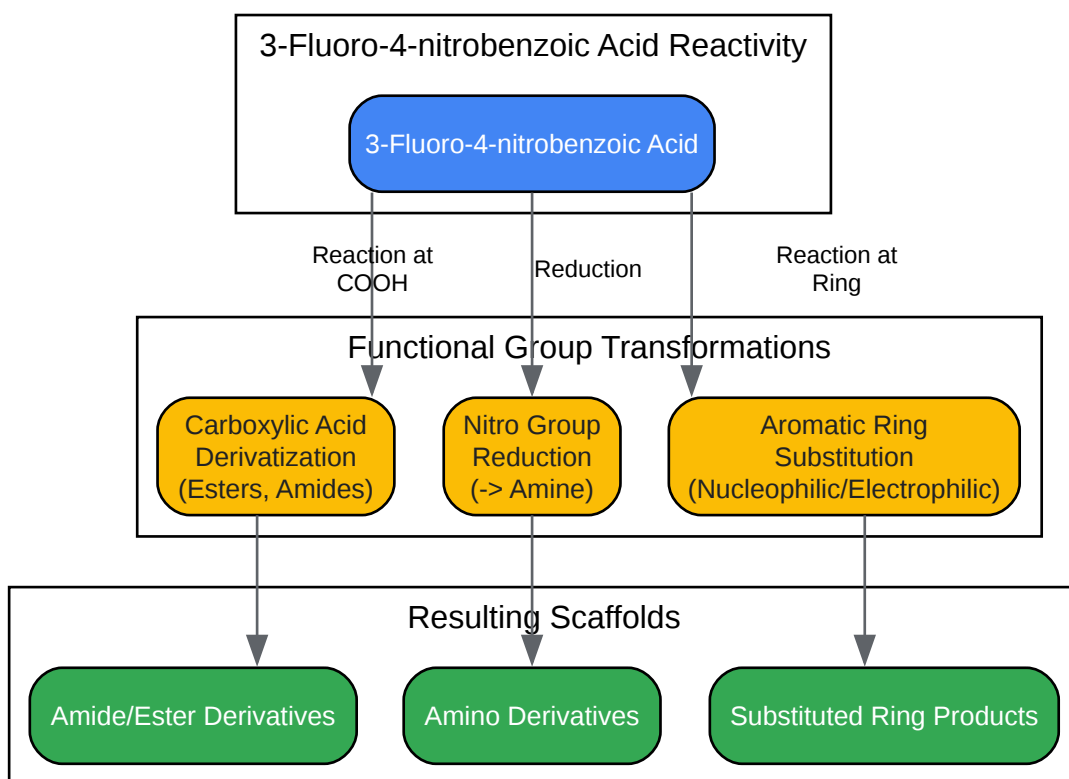 3-Fluoro-4-nitrobenzoic Acid Reactivity
3-Fluoro-4-nitrobenzoic Acid
Reaction at
COOH
Reduction
Reaction at
Ring
Functional Group Transformations
Carboxylic Acid
Derivatization
(Esters, Amides)
Nitro Group
Reduction
(-> Amine)
Aromatic Ring
Substitution
(Nucleophilic/Electrophilic)
Resulting Scaffolds
Amide/Ester Derivatives
Amino Derivatives
Substituted Ring Products